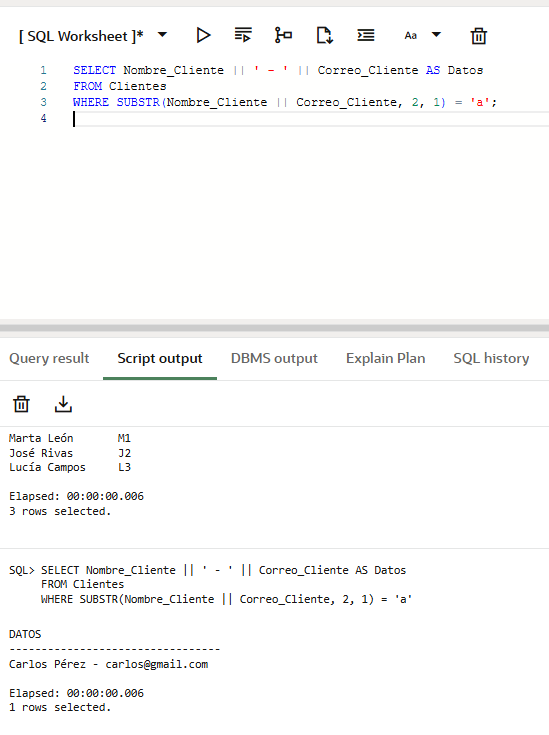 [ SQL Worksheet ]* Aa
1 SELECT Nombre_Cliente || ' - ' || Correo_Cliente AS Datos
2 FROM Clientes
3 WHERE SUBSTR(Nombre_Cliente || Correo_Cliente, 2, 1) = 'a';
4
Query result Script output DBMS output Explain Plan SQL history
Marta León M1
José Rivas J2
Lucía Campos L3
Elapsed: 00:00:00.006
3 rows selected.
SQL> SELECT Nombre_Cliente || ' - ' || Correo_Cliente AS Datos
FROM Clientes
WHERE SUBSTR(Nombre_Cliente || Correo_Cliente, 2, 1) = 'a'
DATOS
---------------------------------
Carlos Pérez - carlos@gmail.com
Elapsed: 00:00:00.006
1 rows selected.